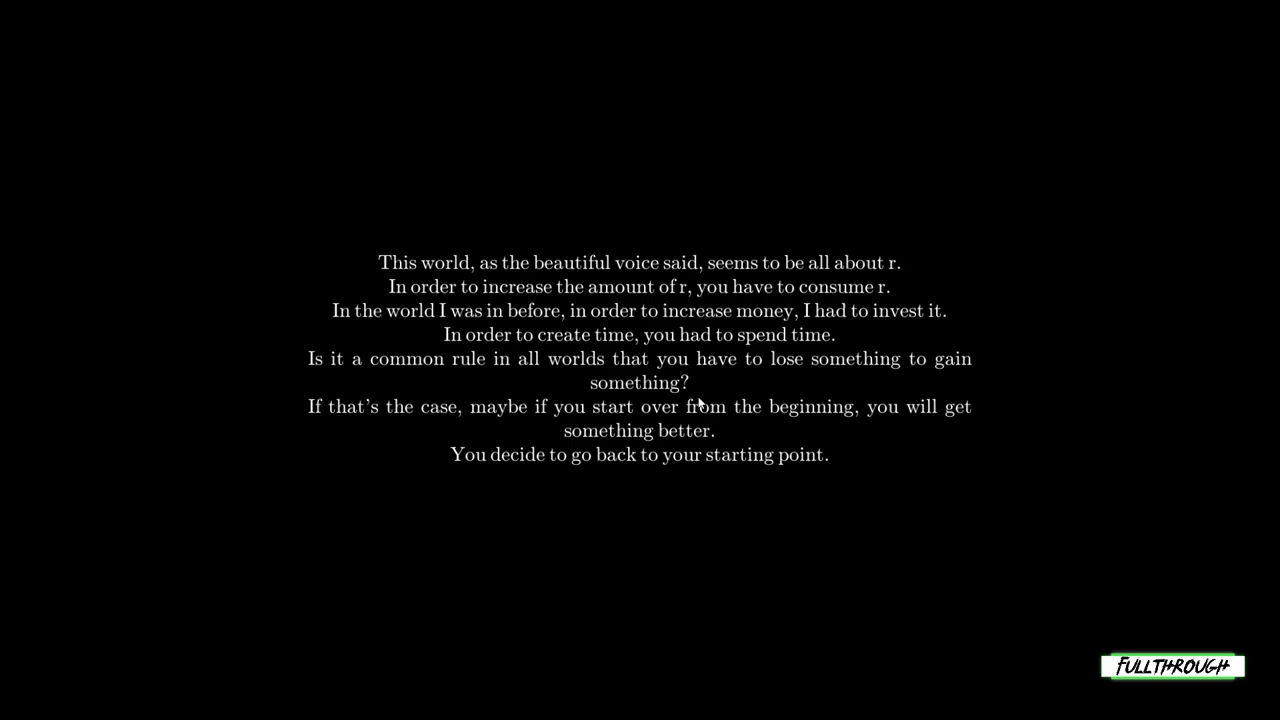 This world, as the beautiful voice said, seems to be all about r.
In order to increase the amount of r, you have to consume r.
In the world I was in before, in order to increase money, I had to invest it.
In order to create time, you had to spend time.
Is it a common rule in all worlds that you have to lose something to gain
something?
If that's the case, maybe if you start over from the beginning, you will get
something better.
You decide to go back to your starting point.
FULLTHROUGH